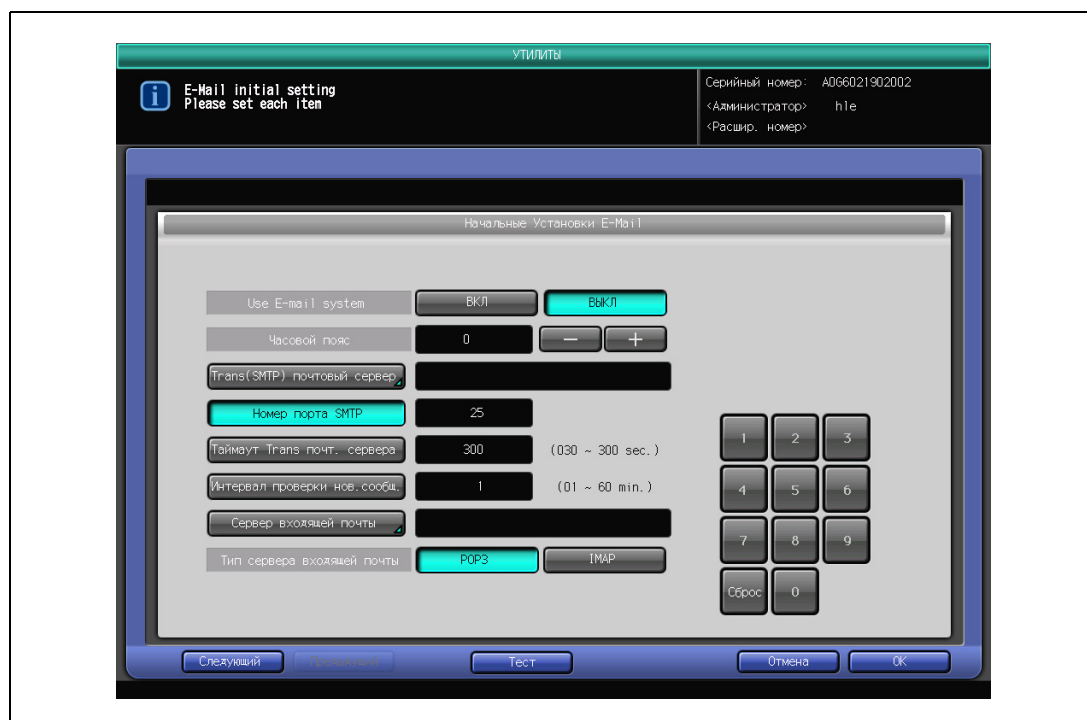 УТИЛИТЫ
E-Mail initial setting
Please set each item
Серийный номер: A0G6021902002
<Администратор> hle
<Расшир. номер>
Начальные Установки E-Mail
Use E-mail system ВКЛ ВЫКЛ
Часовой пояс 0 — +
Trans(SMTP) почтовый сервер
Номер порта SMTP 25
Таймаут Trans почт. сервера 300 (030 ~ 300 sec.)
Интервал проверки нов.сообщ. 1 (01 ~ 60 min.)
Сервер входящей почты
Тип сервера входящей почты POP3 IMAP
1 2 3
4 5 6
7 8 9
Сброс 0
Следующий Тест Отмена OK